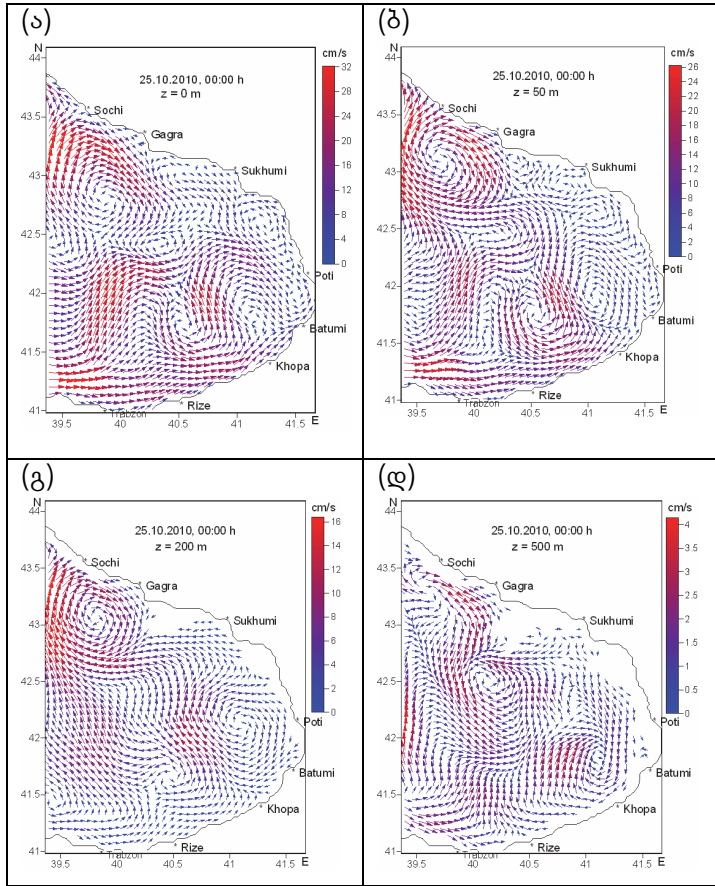 (ა)
N
cm/s
44
25.10.2010, 00:00 h
z = 0 m
32
28
24
20
16
12
8
4
0
43.5
43
42.5
42
41.5
41
Sochi
Gagra
Sukhumi
Poti
Batumi
Khopa
Rize
Trabzon
39.5 40 40.5 41 41.5 E
(ბ)
N
cm/s
44
25.10.2010, 00:00 h
z = 50 m
26
24
22
20
18
16
14
12
10
8
6
4
2
0
43.5
43
42.5
42
41.5
41
Sochi
Gagra
Sukhumi
Poti
Batumi
Khopa
Rize
Trabzon
39.5 40 40.5 41 41.5 E
(გ)
N
cm/s
44
25.10.2010, 00:00 h
z = 200 m
16
14
12
10
8
6
4
2
0
43.5
43
42.5
42
41.5
41
Sochi
Gagra
Sukhumi
Poti
Batumi
Khopa
Rize
Trabzon
39.5 40 40.5 41 41.5 E
(დ)
N
cm/s
44
25.10.2010, 00:00 h
z = 500 m
4
3.5
3
2.5
2
1.5
1
0.5
0
43.5
43
42.5
42
41.5
41
Sochi
Gagra
Sukhumi
Poti
Batumi
Khopa
Rize
Trabzon
39.5 40 40.5 41 41.5 E